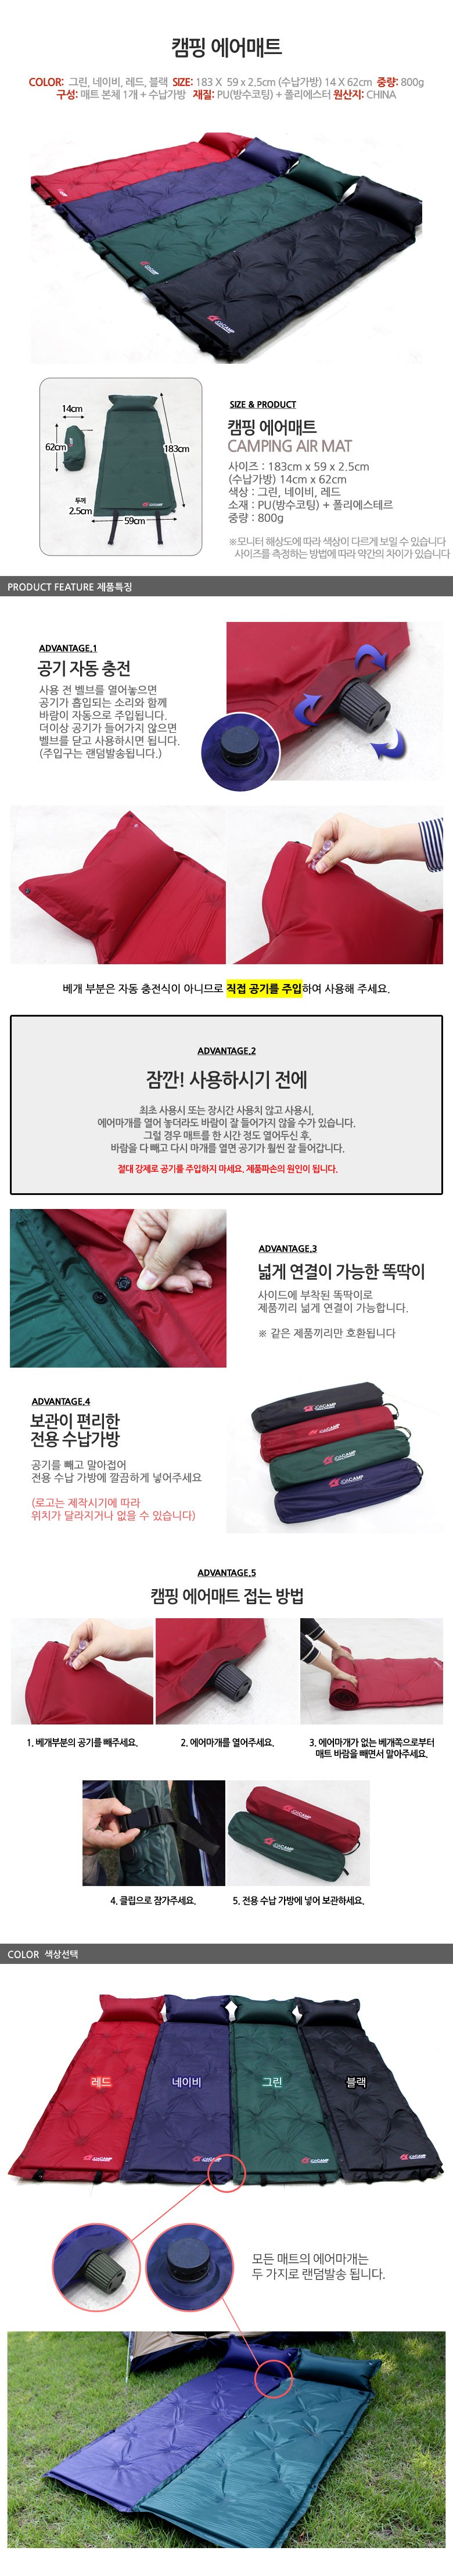 캠핑 에어매트
COLOR: 그린, 네이비, 레드, 블랙 SIZE: 183 X 59 x 2.5cm (수납가방) 14 X 62cm 중량: 800g
구성: 매트 본체 1개 + 수납가방 재질: PU(방수코팅) + 폴리에스터 원산지: CHINA
14cm
62cm
183cm
두께
2.5cm
59cm
SIZE & PRODUCT
캠핑 에어매트
CAMPING AIR MAT
사이즈 : 183cm x 59 x 2.5cm
(수납가방) 14cm x 62cm
색상 : 그린, 네이비, 레드
소재 : PU(방수코팅) + 폴리에스테르
중량 : 800g
※모니터 해상도에 따라 색상이 다르게 보일 수 있습니다
사이즈를 측정하는 방법에 따라 약간의 차이가 있습니다
PRODUCT FEATURE 제품특징
ADVANTAGE.1
공기 자동 충전
사용 전 벨브를 열어놓으면
공기가 흡입되는 소리와 함께
바람이 자동으로 주입됩니다.
더이상 공기가 들어가지 않으면
벨브를 닫고 사용하시면 됩니다.
(주입구는 랜덤발송됩니다.)
베개 부분은 자동 충전식이 아니므로 직접 공기를 주입하여 사용해 주세요.
ADVANTAGE.2
잠깐! 사용하시기 전에
최초 사용시 또는 장시간 사용치 않고 사용시,
에어마개를 열어 놓더라도 바람이 잘 들어가지 않을 수가 있습니다.
그럴 경우 매트를 한 시간 정도 열어두신 후,
바람을 다 빼고 다시 마개를 열면 공기가 훨씬 잘 들어갑니다.
절대 강제로 공기를 주입하지 마세요. 제품파손의 원인이 됩니다.
ADVANTAGE.3
넓게 연결이 가능한 똑딱이
사이드에 부착된 똑딱이로
제품끼리 넓게 연결이 가능합니다.
※ 같은 제품끼리만 호환됩니다
ADVANTAGE.4
보관이 편리한
전용 수납가방
공기를 빼고 말아접어
전용 수납 가방에 깔끔하게 넣어주세요
(로고는 제작시기에 따라
위치가 달라지거나 없을 수 있습니다)
ADVANTAGE.5
캠핑 에어매트 접는 방법
1. 베개부분의 공기를 빼주세요.
2. 에어마개를 열어주세요.
3. 에어마개가 없는 베개쪽으로부터
매트 바람을 빼면서 말아주세요.
4. 클립으로 잠가주세요.
5. 전용 수납 가방에 넣어 보관하세요.
COLOR 색상선택
레드
네이비
그린
블랙
모든 매트의 에어마개는
두 가지로 랜덤발송 됩니다.